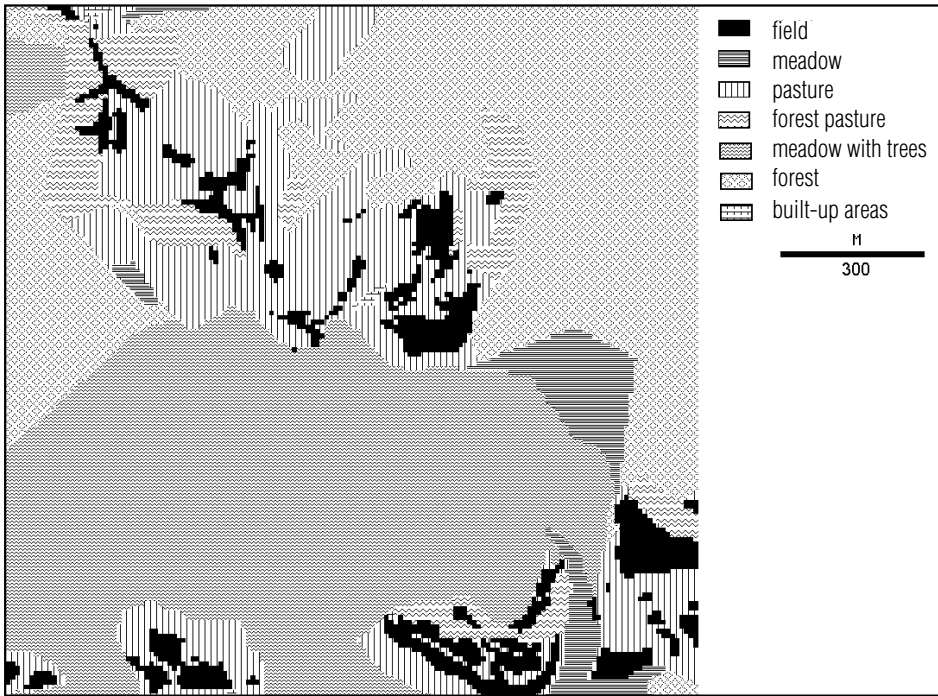 field
meadow
pasture
forest pasture
meadow with trees
forest
built-up areas
M
300